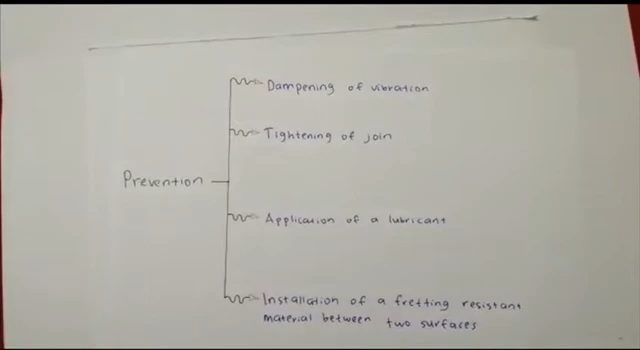 Dampening of vibration
Tightening of join
Prevention
Application of a lubricant
Installation of a fretting resistant
material between two surfaces